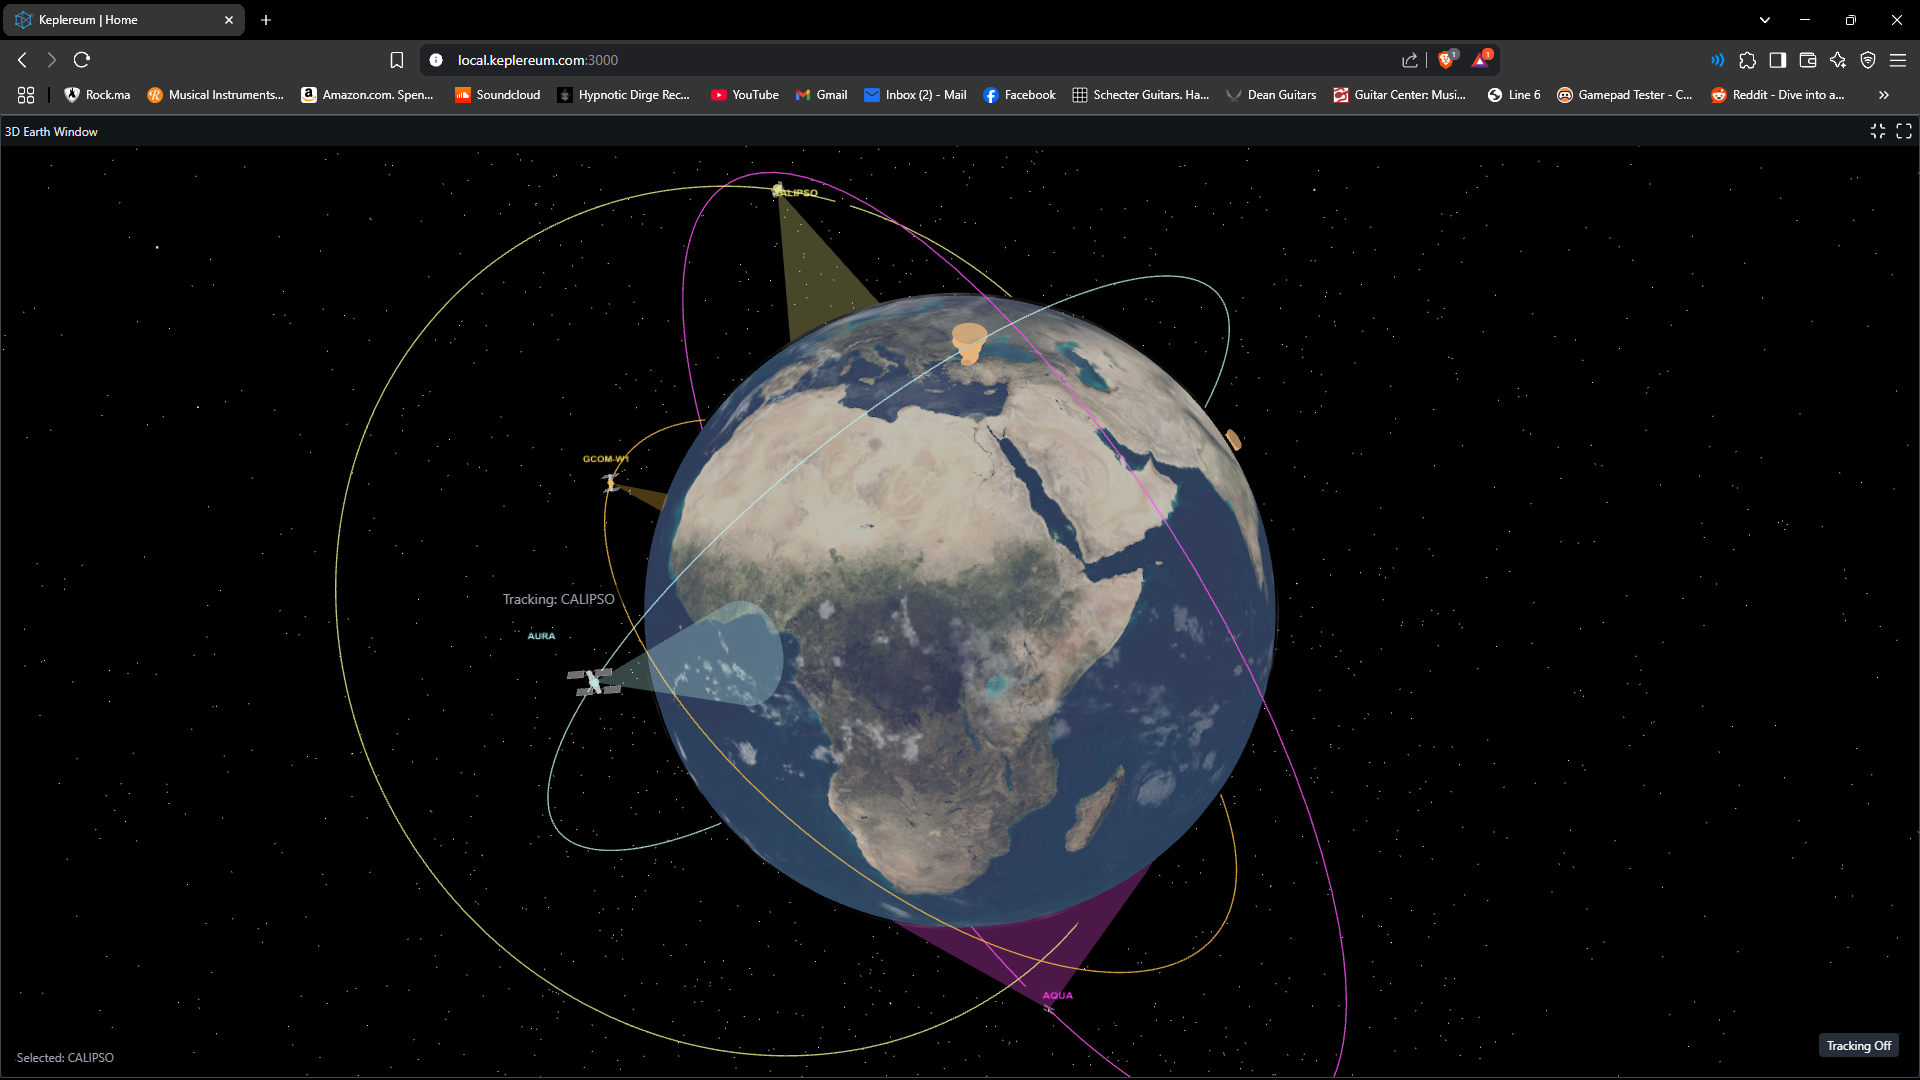 Keplereum | Home
local.keplereum.com:3000
1
1
Rock.ma
Musical Instruments...
Amazon.com. Spen...
Soundcloud
Hypnotic Dirge Rec...
YouTube
Gmail
Inbox (2) - Mail
Facebook
Schecter Guitars. Ha...
Dean Guitars
Guitar Center: Musi...
Line 6
Gamepad Tester - C...
Reddit - Dive into a...
3D Earth Window
CALIPSO
GCOM-W1
Tracking: CALIPSO
AURA
AQUA
Selected: CALIPSO
Tracking Off